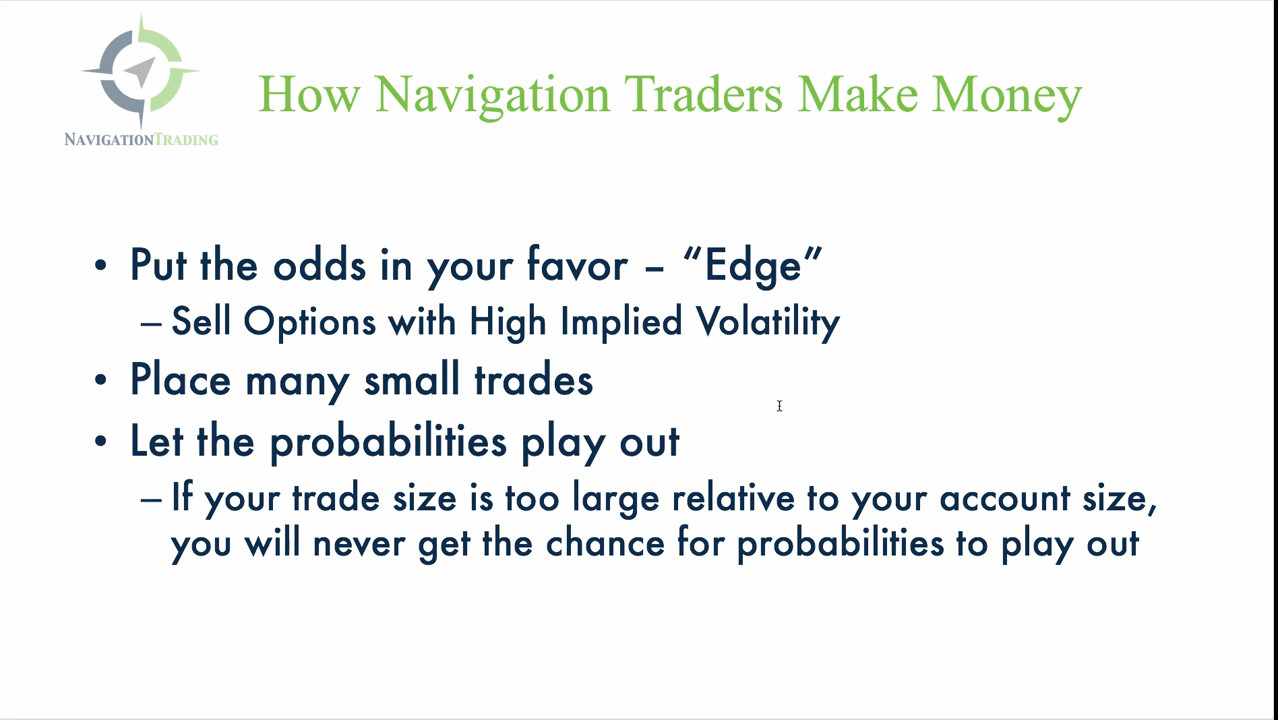 NAVIGATIONTRADING
How Navigation Traders Make Money
• Put the odds in your favor – “Edge”
– Sell Options with High Implied Volatility
• Place many small trades
• Let the probabilities play out
– If your trade size is too large relative to your account size,
you will never get the chance for probabilities to play out